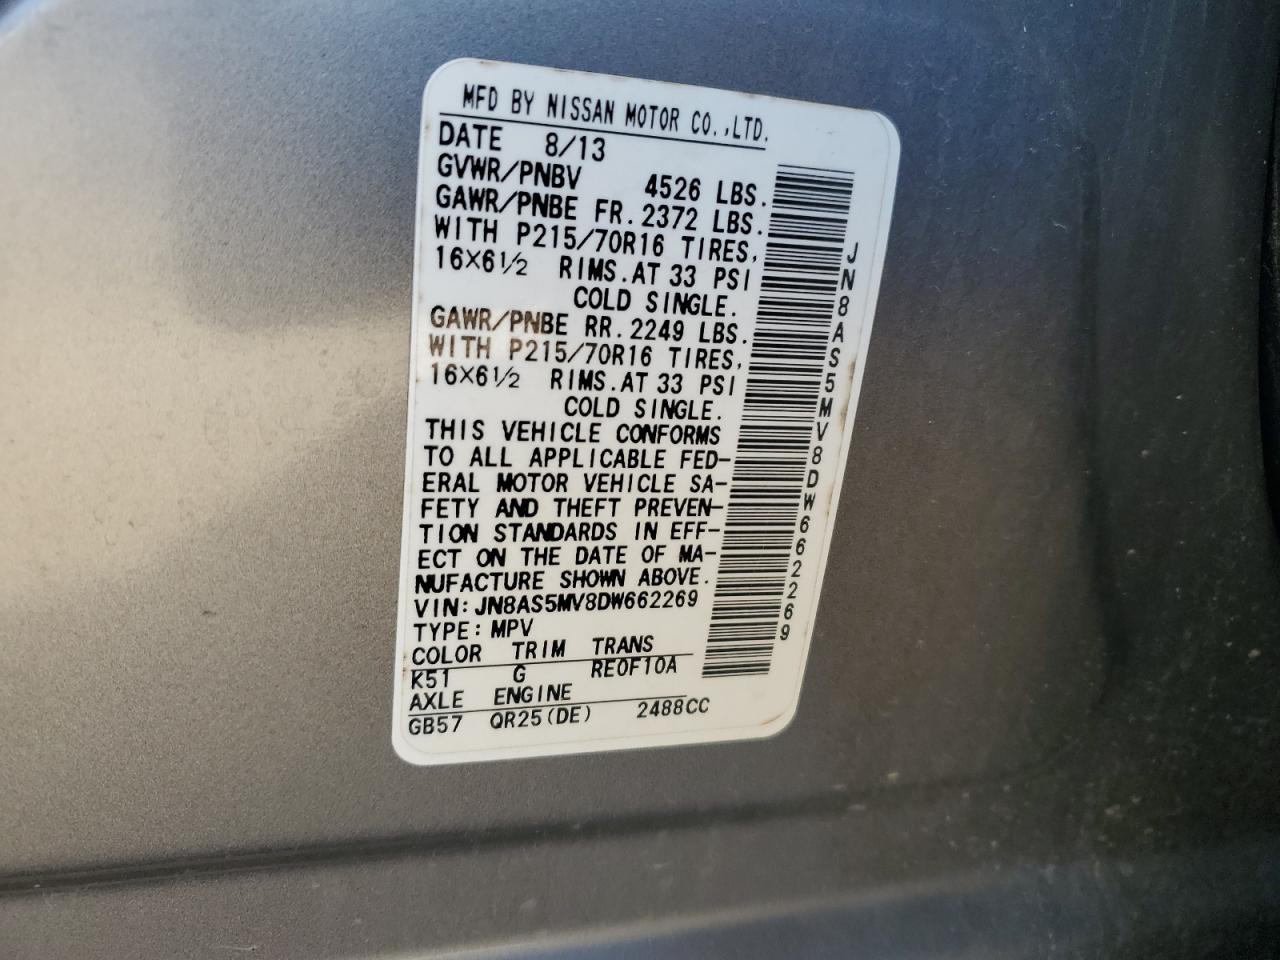 MFD BY NISSAN MOTOR CO.,LTD.
DATE 8/13
GVWR/PNBV 4526 LBS.
GAWR/PNBE FR. 2372 LBS.
WITH P215/70R16 TIRES,
16X6½ RIMS. AT 33 PSI
COLD SINGLE.
GAWR/PNBE RR. 2249 LBS.
WITH P215/70R16 TIRES,
16X6½ RIMS. AT 33 PSI
COLD SINGLE.
THIS VEHICLE CONFORMS
TO ALL APPLICABLE FED-
ERAL MOTOR VEHICLE SA-
FETY AND THEFT PREVEN-
TION STANDARDS IN EFF-
ECT ON THE DATE OF MA-
NUFACTURE SHOWN ABOVE.
VIN: JN8AS5MV8DW662269
TYPE: MPV
COLOR TRIM TRANS
K51 G RE0F10A
AXLE ENGINE
GB57 QR25(DE) 2488CC
JN8AS5MV8DW662269